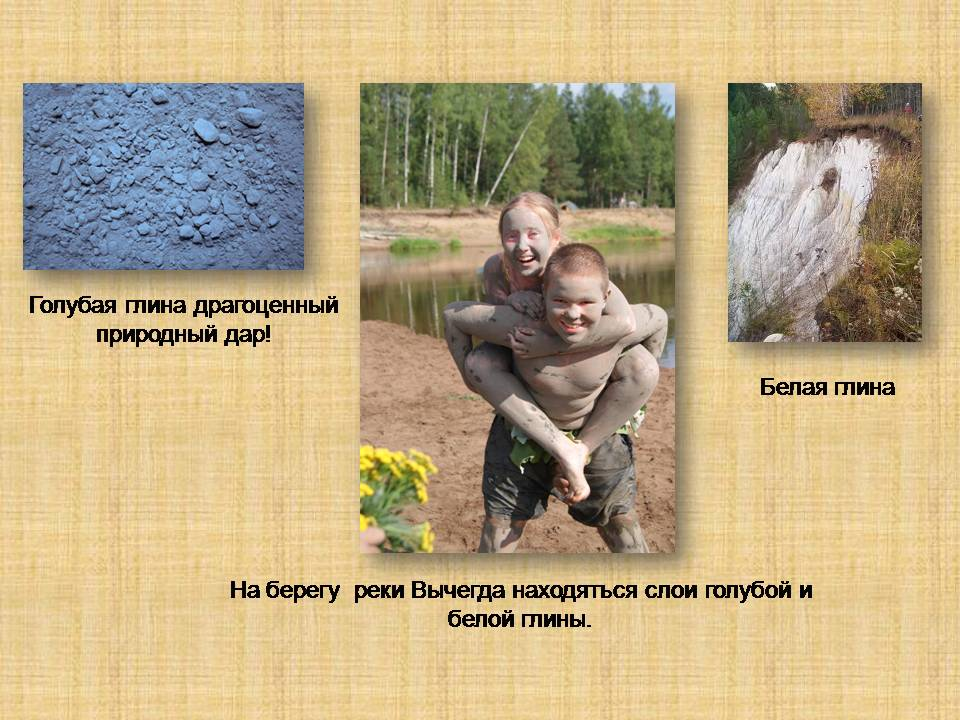 Голубая глина драгоценный
природный дар!
Белая глина
На берегу реки Вычегда находяться слои голубой и
белой глины.